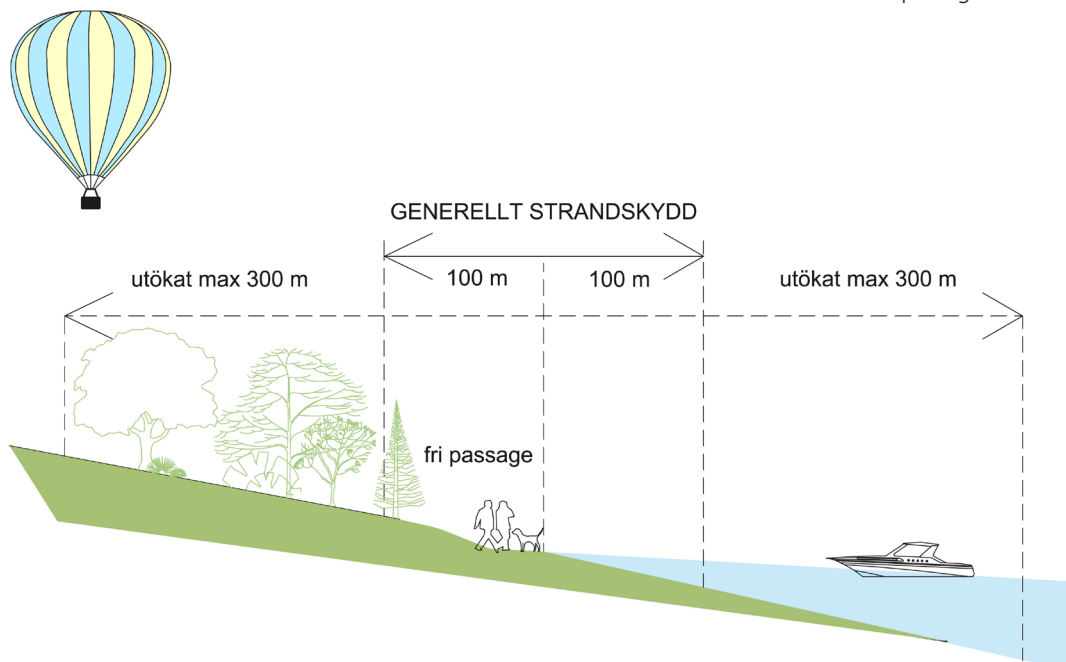 GENERELLT STRANDSKYDD
utökat max 300 m
100 m
100 m
utökat max 300 m
fri passage